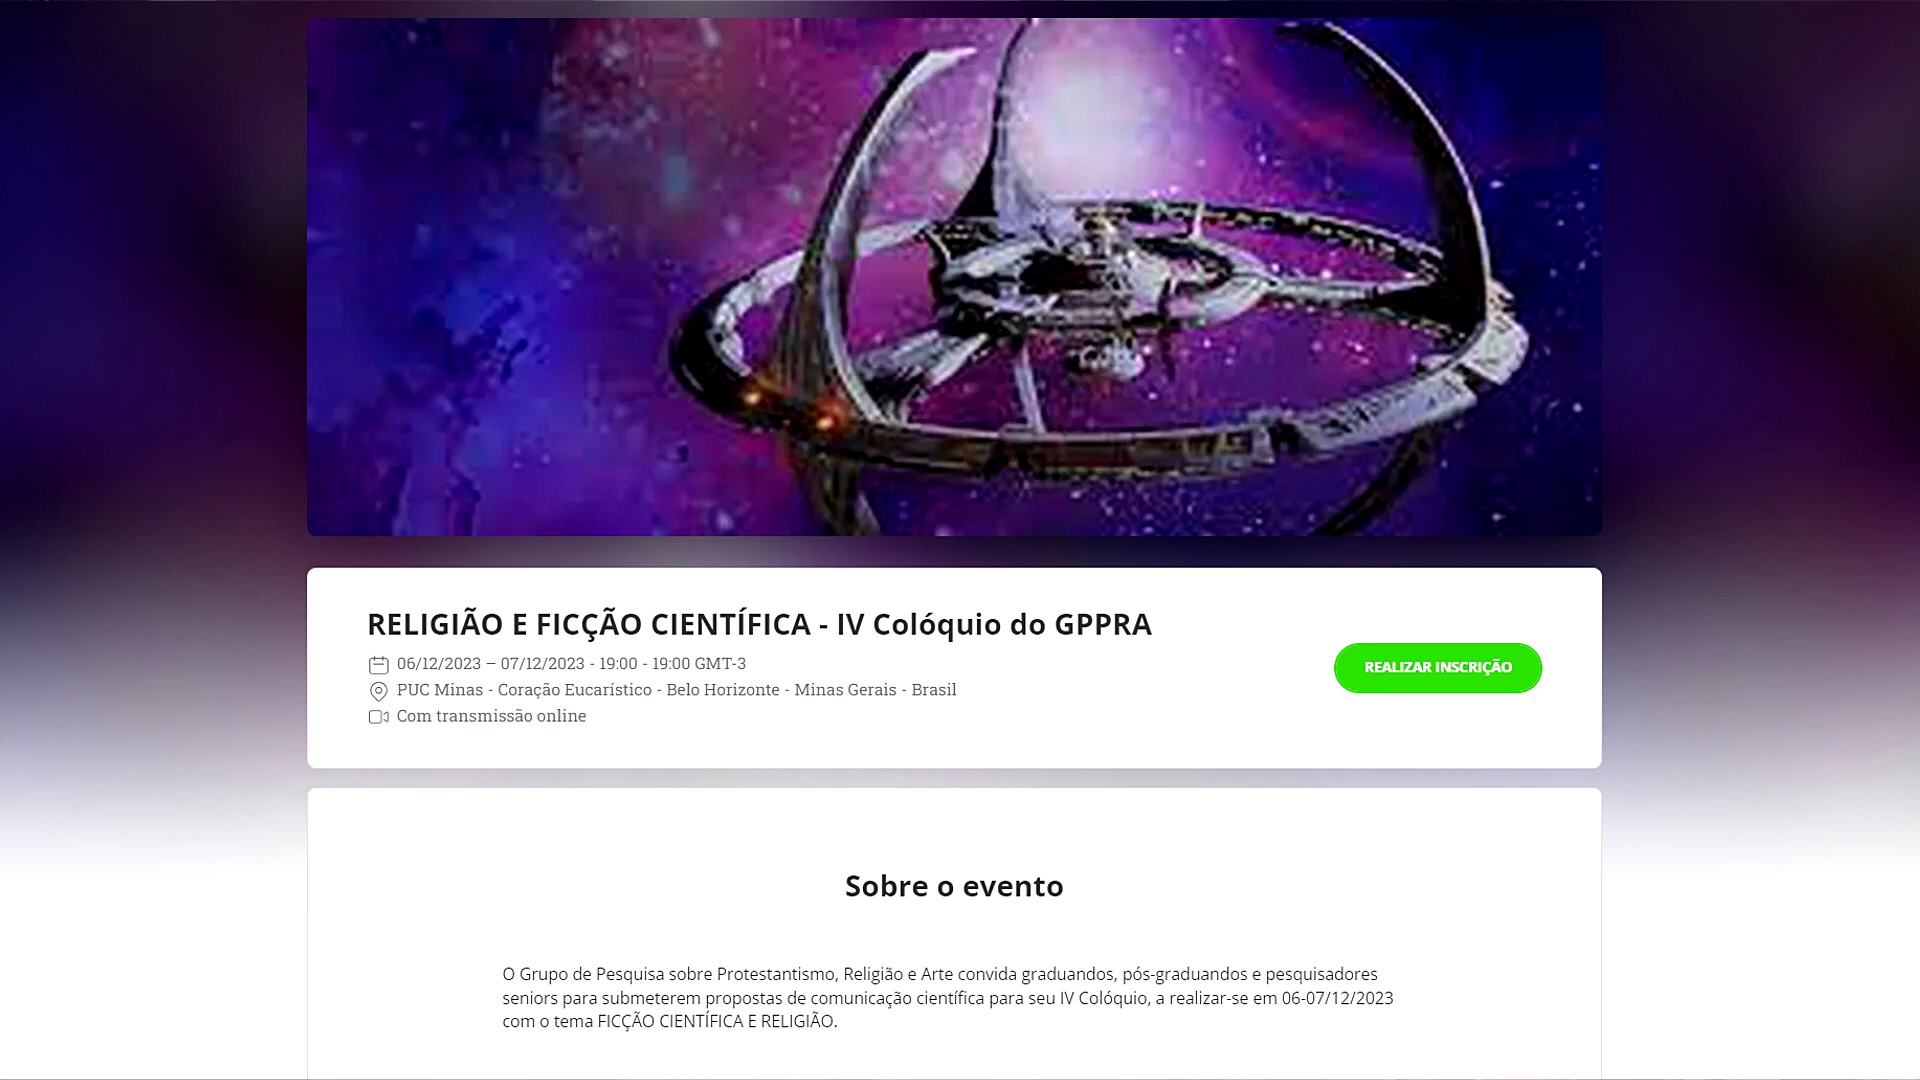 RELIGIÃO E FICÇÃO CIENTÍFICA - IV Colóquio do GPPRA
06/12/2023 – 07/12/2023 - 19:00 - 19:00 GMT-3
PUC Minas - Coração Eucarístico - Belo Horizonte - Minas Gerais - Brasil
Com transmissão online
REALIZAR INSCRIÇÃO
Sobre o evento
O Grupo de Pesquisa sobre Protestantismo, Religião e Arte convida graduandos, pós-graduandos e pesquisadores
seniors para submeterem propostas de comunicação científica para seu IV Colóquio, a realizar-se em 06-07/12/2023
com o tema FICÇÃO CIENTÍFICA E RELIGIÃO.